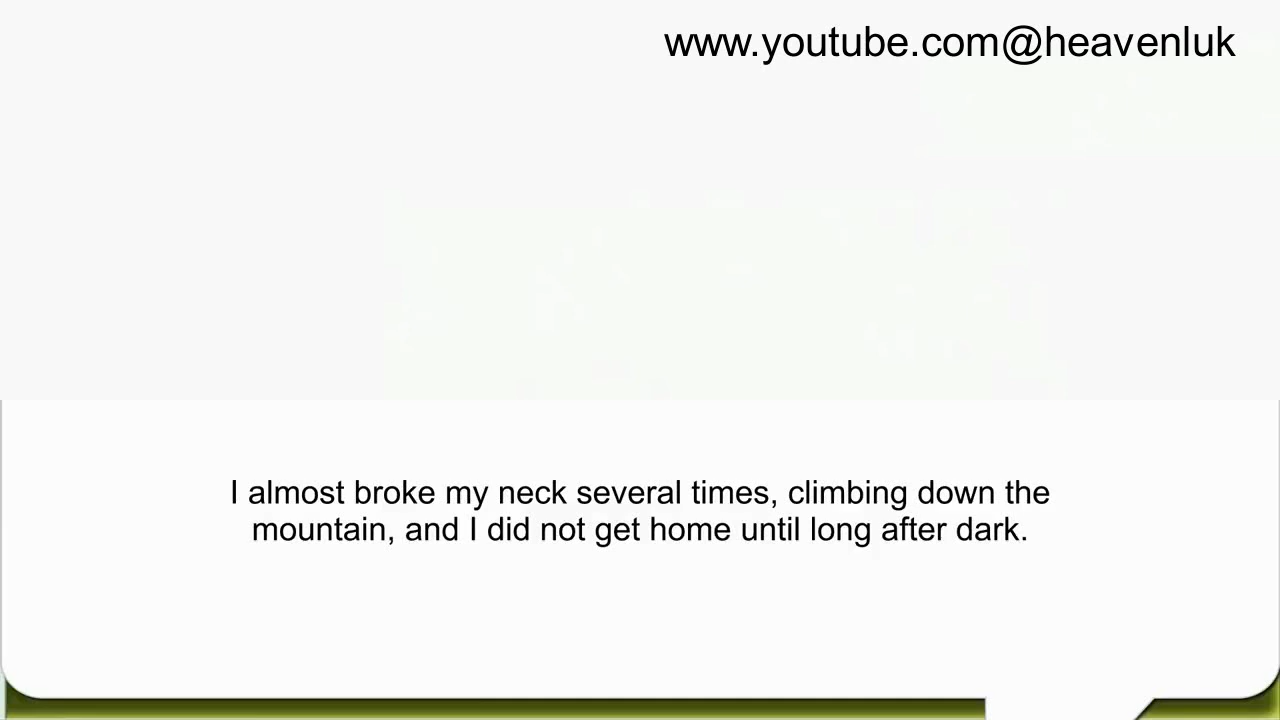 www.youtube.com@heavenluk
I almost broke my neck several times, climbing down the
mountain, and I did not get home until long after dark.